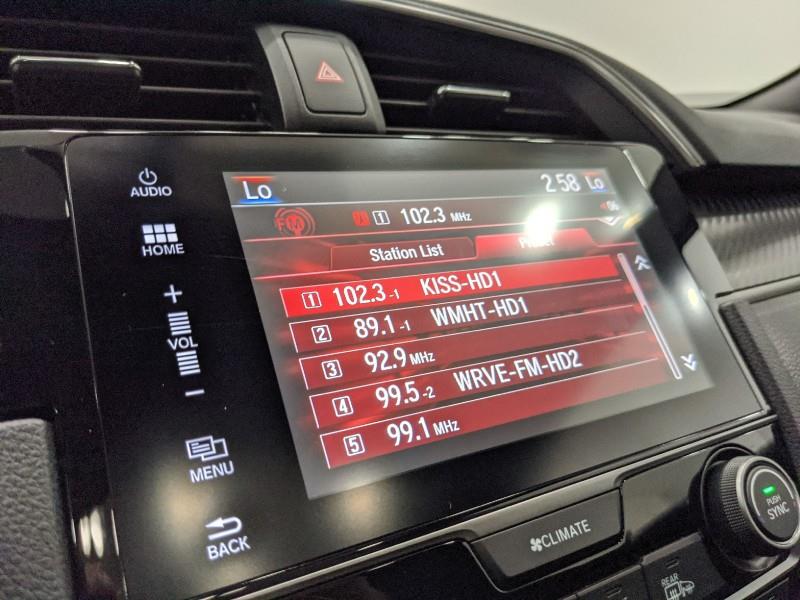 Lo 2 58 Lo
FM 1 102.3 MHz
Station List
1 102.3 -1 KISS-HD1
2 89.1 -1 WMHT-HD1
3 92.9 MHz
4 99.5 -2 WRVE-FM-HD2
5 99.1 MHz
AUDIO
HOME
+
VOL
−
MENU
BACK
CLIMATE
PUSH
SYNC
REAR